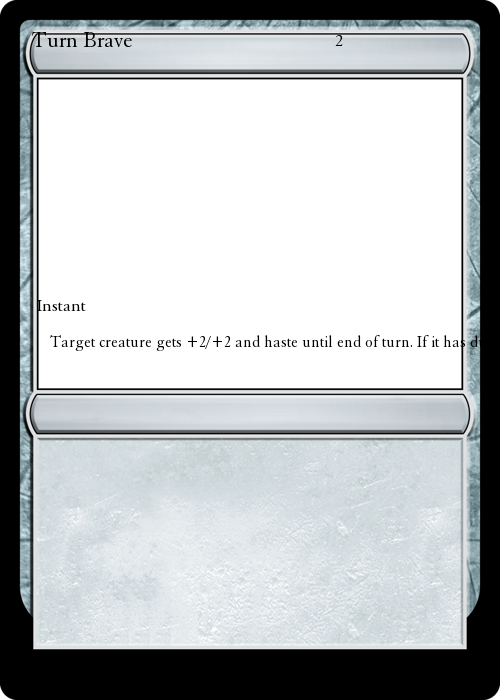 Turn Brave
2
Instant
Target creature gets +2/+2 and haste until end of turn. If it has